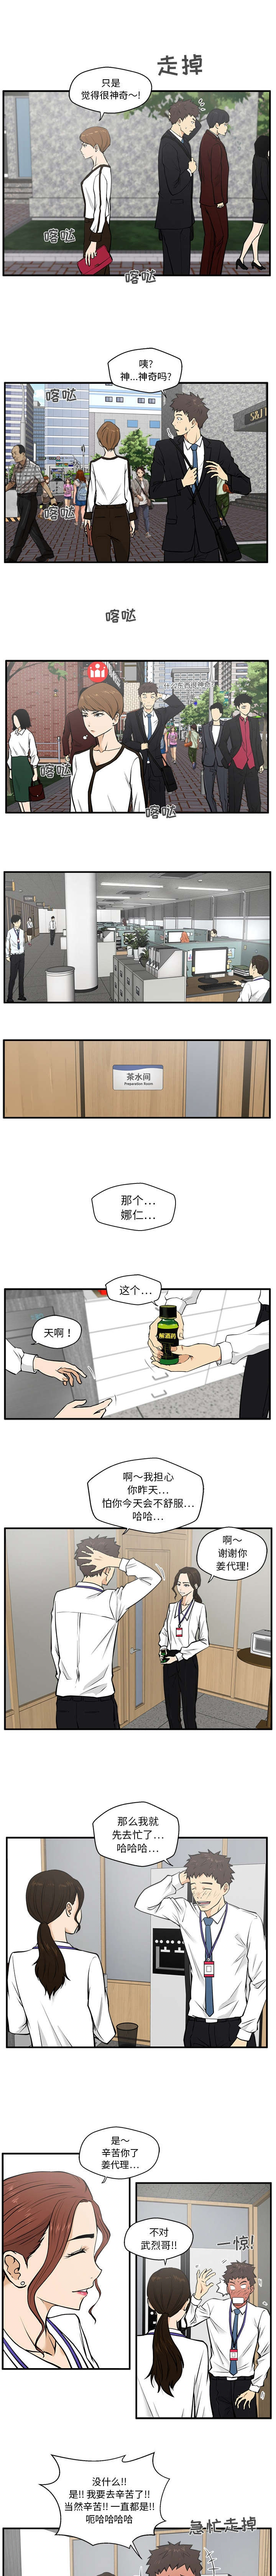 走掉
只是
觉得很神奇～!
喀哒
喀哒
咦?
神...神奇吗?
喀哒
喀哒
喀哒
喀哒
喀哒
茶水间
Preparation Room
那个...
娜仁...
这个...
天啊！
解酒药
啊～我担心
你昨天...
怕你今天会不舒服...
哈哈...
啊～
谢谢你
姜代理!
那么我就
先去忙了...
哈哈哈...
是～
辛苦你了
姜代理...
不对
武烈哥!!
一惊!
没什么!!
是!! 我要去辛苦了!!
当然辛苦!! 一直都是!!
呃哈哈哈哈
急忙走掉